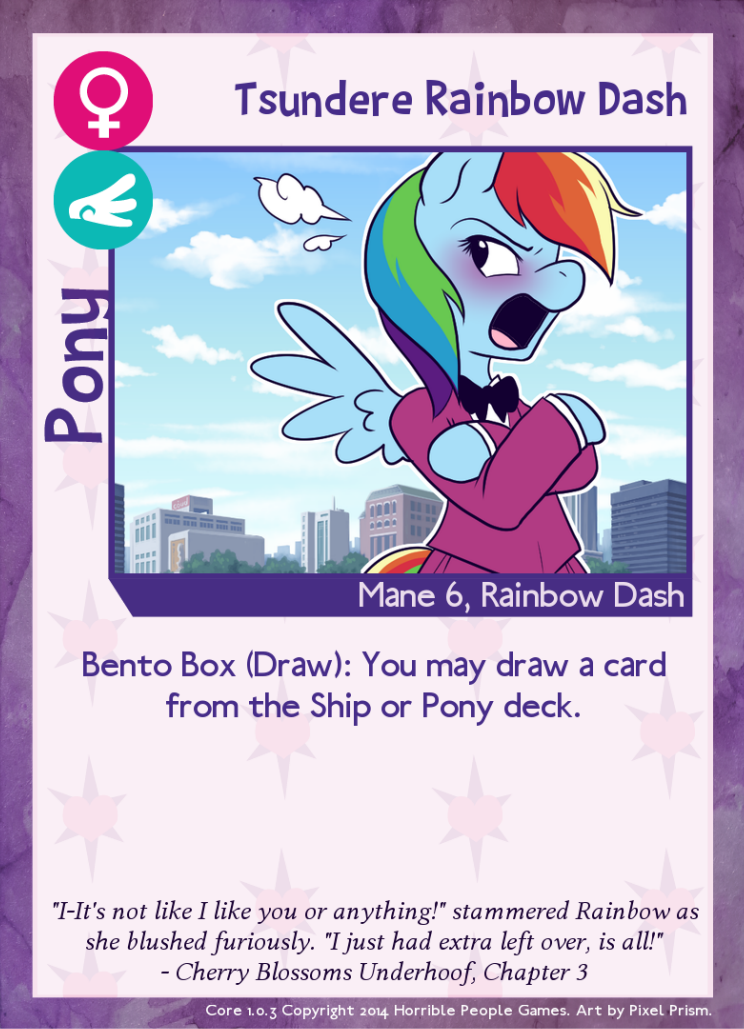 Tsundere Rainbow Dash
Pony
Mane 6, Rainbow Dash
Bento Box (Draw): You may draw a card
from the Ship or Pony deck.
"I-It's not like I like you or anything!" stammered Rainbow as
she blushed furiously. "I just had extra left over, is all!"
- Cherry Blossoms Underhoof, Chapter 3
Core 1.0.3 Copyright 2014 Horrible People Games. Art by Pixel Prism.